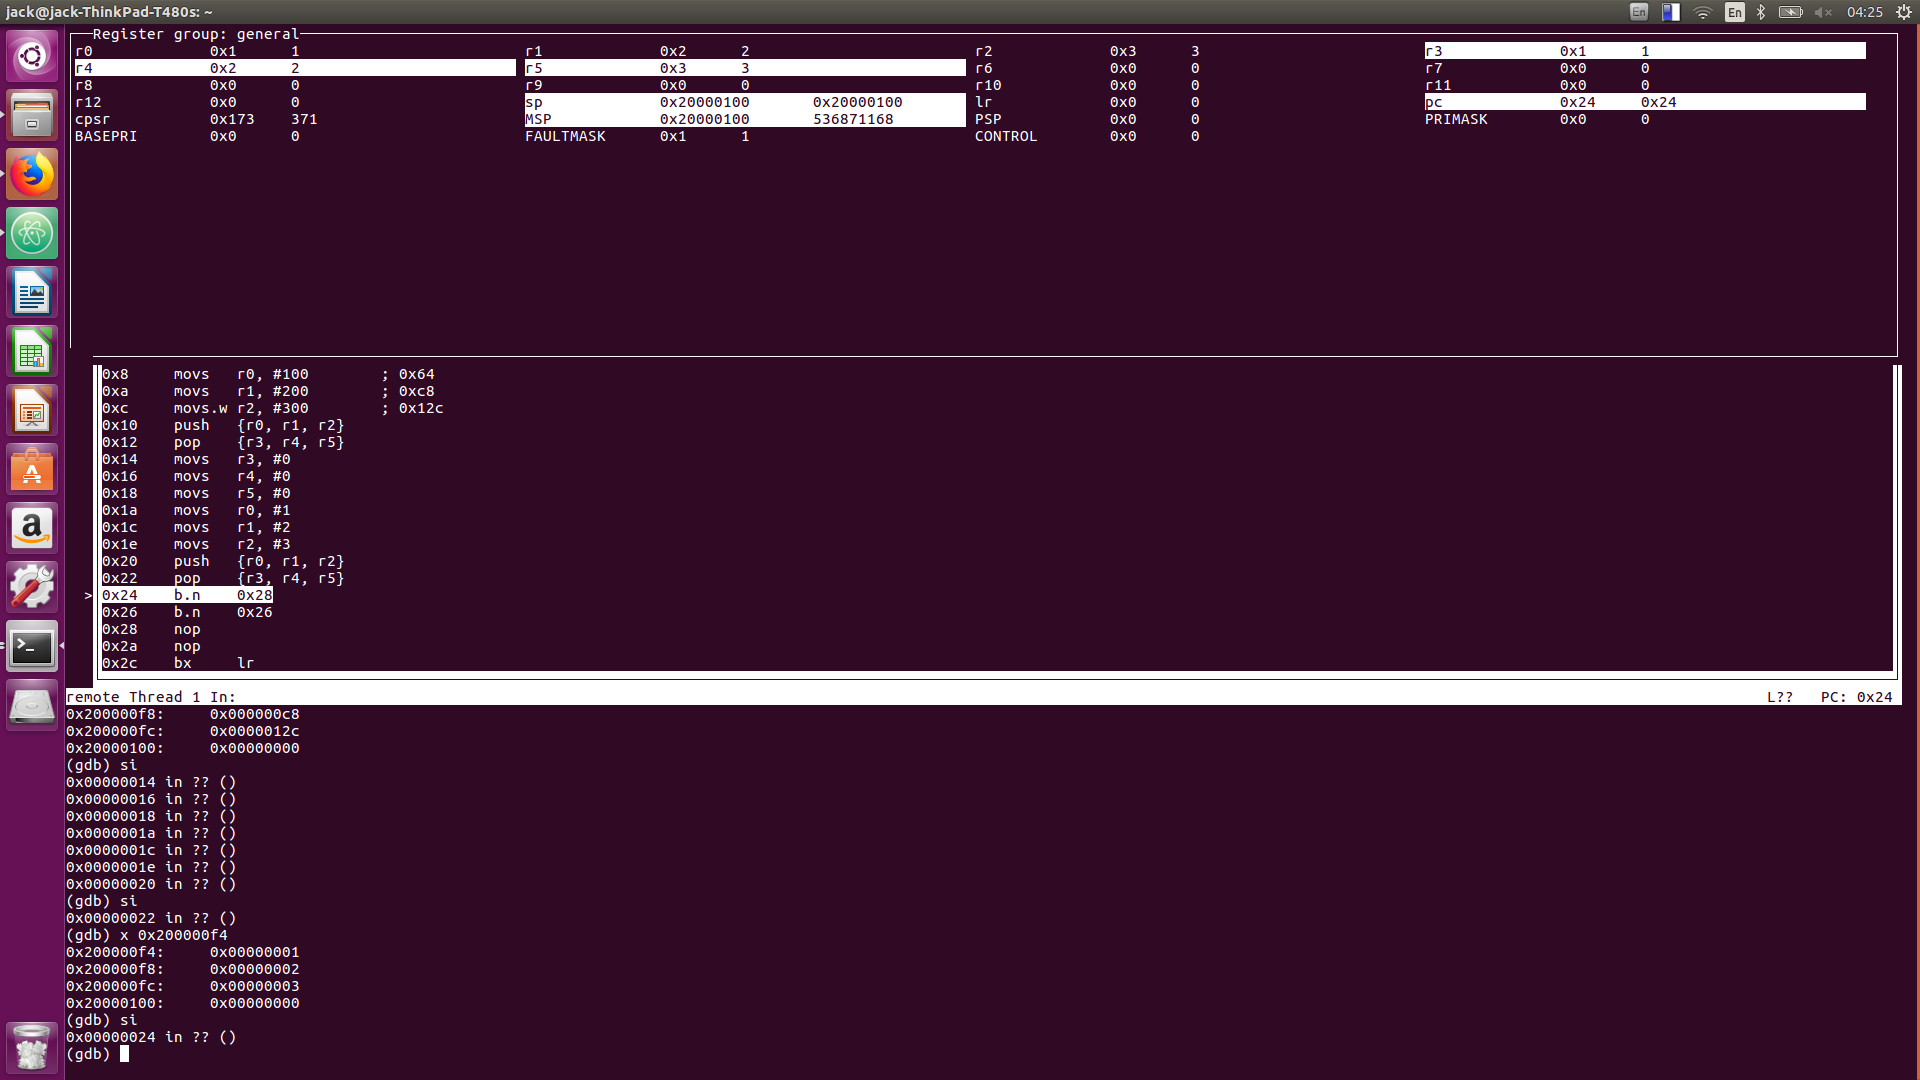 jack@jack-ThinkPad-T480s: ~ En En 04:25
Register group: general
r0 0x1 1 r1 0x2 2 r2 0x3 3 r3 0x1 1
r4 0x2 2 r5 0x3 3 r6 0x0 0 r7 0x0 0
r8 0x0 0 r9 0x0 0 r10 0x0 0 r11 0x0 0
r12 0x0 0 sp 0x20000100 0x20000100 lr 0x0 0 pc 0x24 0x24
cpsr 0x173 371 MSP 0x20000100 536871168 PSP 0x0 0 PRIMASK 0x0 0
BASEPRI 0x0 0 FAULTMASK 0x1 1 CONTROL 0x0 0
0x8 movs r0, #100 ; 0x64
0xa movs r1, #200 ; 0xc8
0xc movs.w r2, #300 ; 0x12c
0x10 push {r0, r1, r2}
0x12 pop {r3, r4, r5}
0x14 movs r3, #0
0x16 movs r4, #0
0x18 movs r5, #0
0x1a movs r0, #1
0x1c movs r1, #2
0x1e movs r2, #3
0x20 push {r0, r1, r2}
0x22 pop {r3, r4, r5}
> 0x24 b.n 0x28
0x26 b.n 0x26
0x28 nop
0x2a nop
0x2c bx lr
remote Thread 1 In: L?? PC: 0x24
0x200000f8: 0x000000c8
0x200000fc: 0x0000012c
0x20000100: 0x00000000
(gdb) si
0x00000014 in ?? ()
0x00000016 in ?? ()
0x00000018 in ?? ()
0x0000001a in ?? ()
0x0000001c in ?? ()
0x0000001e in ?? ()
0x00000020 in ?? ()
(gdb) si
0x00000022 in ?? ()
(gdb) x 0x200000f4
0x200000f4: 0x00000001
0x200000f8: 0x00000002
0x200000fc: 0x00000003
0x20000100: 0x00000000
(gdb) si
0x00000024 in ?? ()
(gdb)